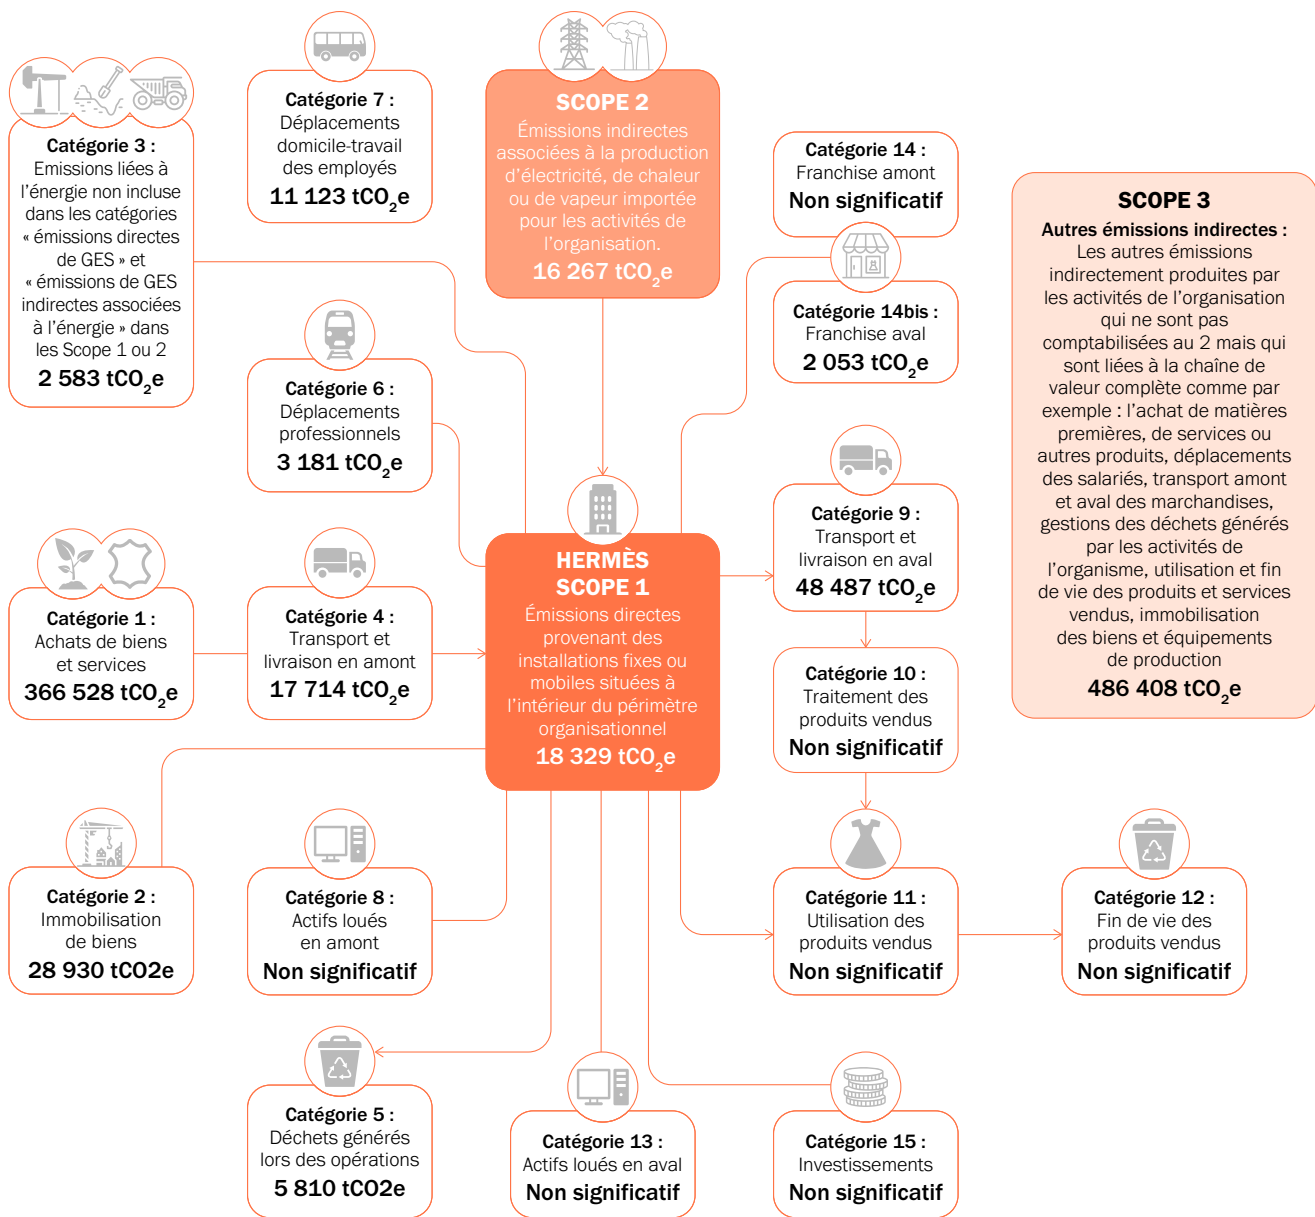 Catégorie 3 :
Emissions liées à
l’énergie non incluse
dans les catégories
« émissions directes
de GES » et
« émissions de GES
indirectes associées
à l’énergie » dans
les Scope 1 ou 2
2 583 tCO2e
Catégorie 7 :
Déplacements
domicile-travail
des employés
11 123 tCO2e
SCOPE 2
Émissions indirectes
associées à la production
d’électricité, de chaleur
ou de vapeur importée
pour les activités de
l’organisation.
16 267 tCO2e
Catégorie 14 :
Franchise amont
Non significatif
Catégorie 14bis :
Franchise aval
2 053 tCO2e
SCOPE 3
Autres émissions indirectes :
Les autres émissions
indirectement produites par
les activités de l’organisation
qui ne sont pas
comptabilisées au 2 mais qui
sont liées à la chaîne de
valeur complète comme par
exemple : l’achat de matières
premières, de services ou
autres produits, déplacements
des salariés, transport amont
et aval des marchandises,
gestions des déchets générés
par les activités de
l’organisme, utilisation et fin
de vie des produits et services
vendus, immobilisation
des biens et équipements
de production
486 408 tCO2e
Catégorie 6 :
Déplacements
professionnels
3 181 tCO2e
Catégorie 1 :
Achats de biens
et services
366 528 tCO2e
Catégorie 4 :
Transport et
livraison en amont
17 714 tCO2e
HERMÈS
SCOPE 1
Émissions directes
provenant des
installations fixes ou
mobiles situées à
l’intérieur du périmètre
organisationnel
18 329 tCO2e
Catégorie 9 :
Transport et
livraison en aval
48 487 tCO2e
Catégorie 10 :
Traitement des
produits vendus
Non significatif
Catégorie 2 :
Immobilisation
de biens
28 930 tCO2e
Catégorie 8 :
Actifs loués
en amont
Non significatif
Catégorie 11 :
Utilisation des
produits vendus
Non significatif
Catégorie 12 :
Fin de vie des
produits vendus
Non significatif
Catégorie 5 :
Déchets générés
lors des opérations
5 810 tCO2e
Catégorie 13 :
Actifs loués en aval
Non significatif
Catégorie 15 :
Investissements
Non significatif